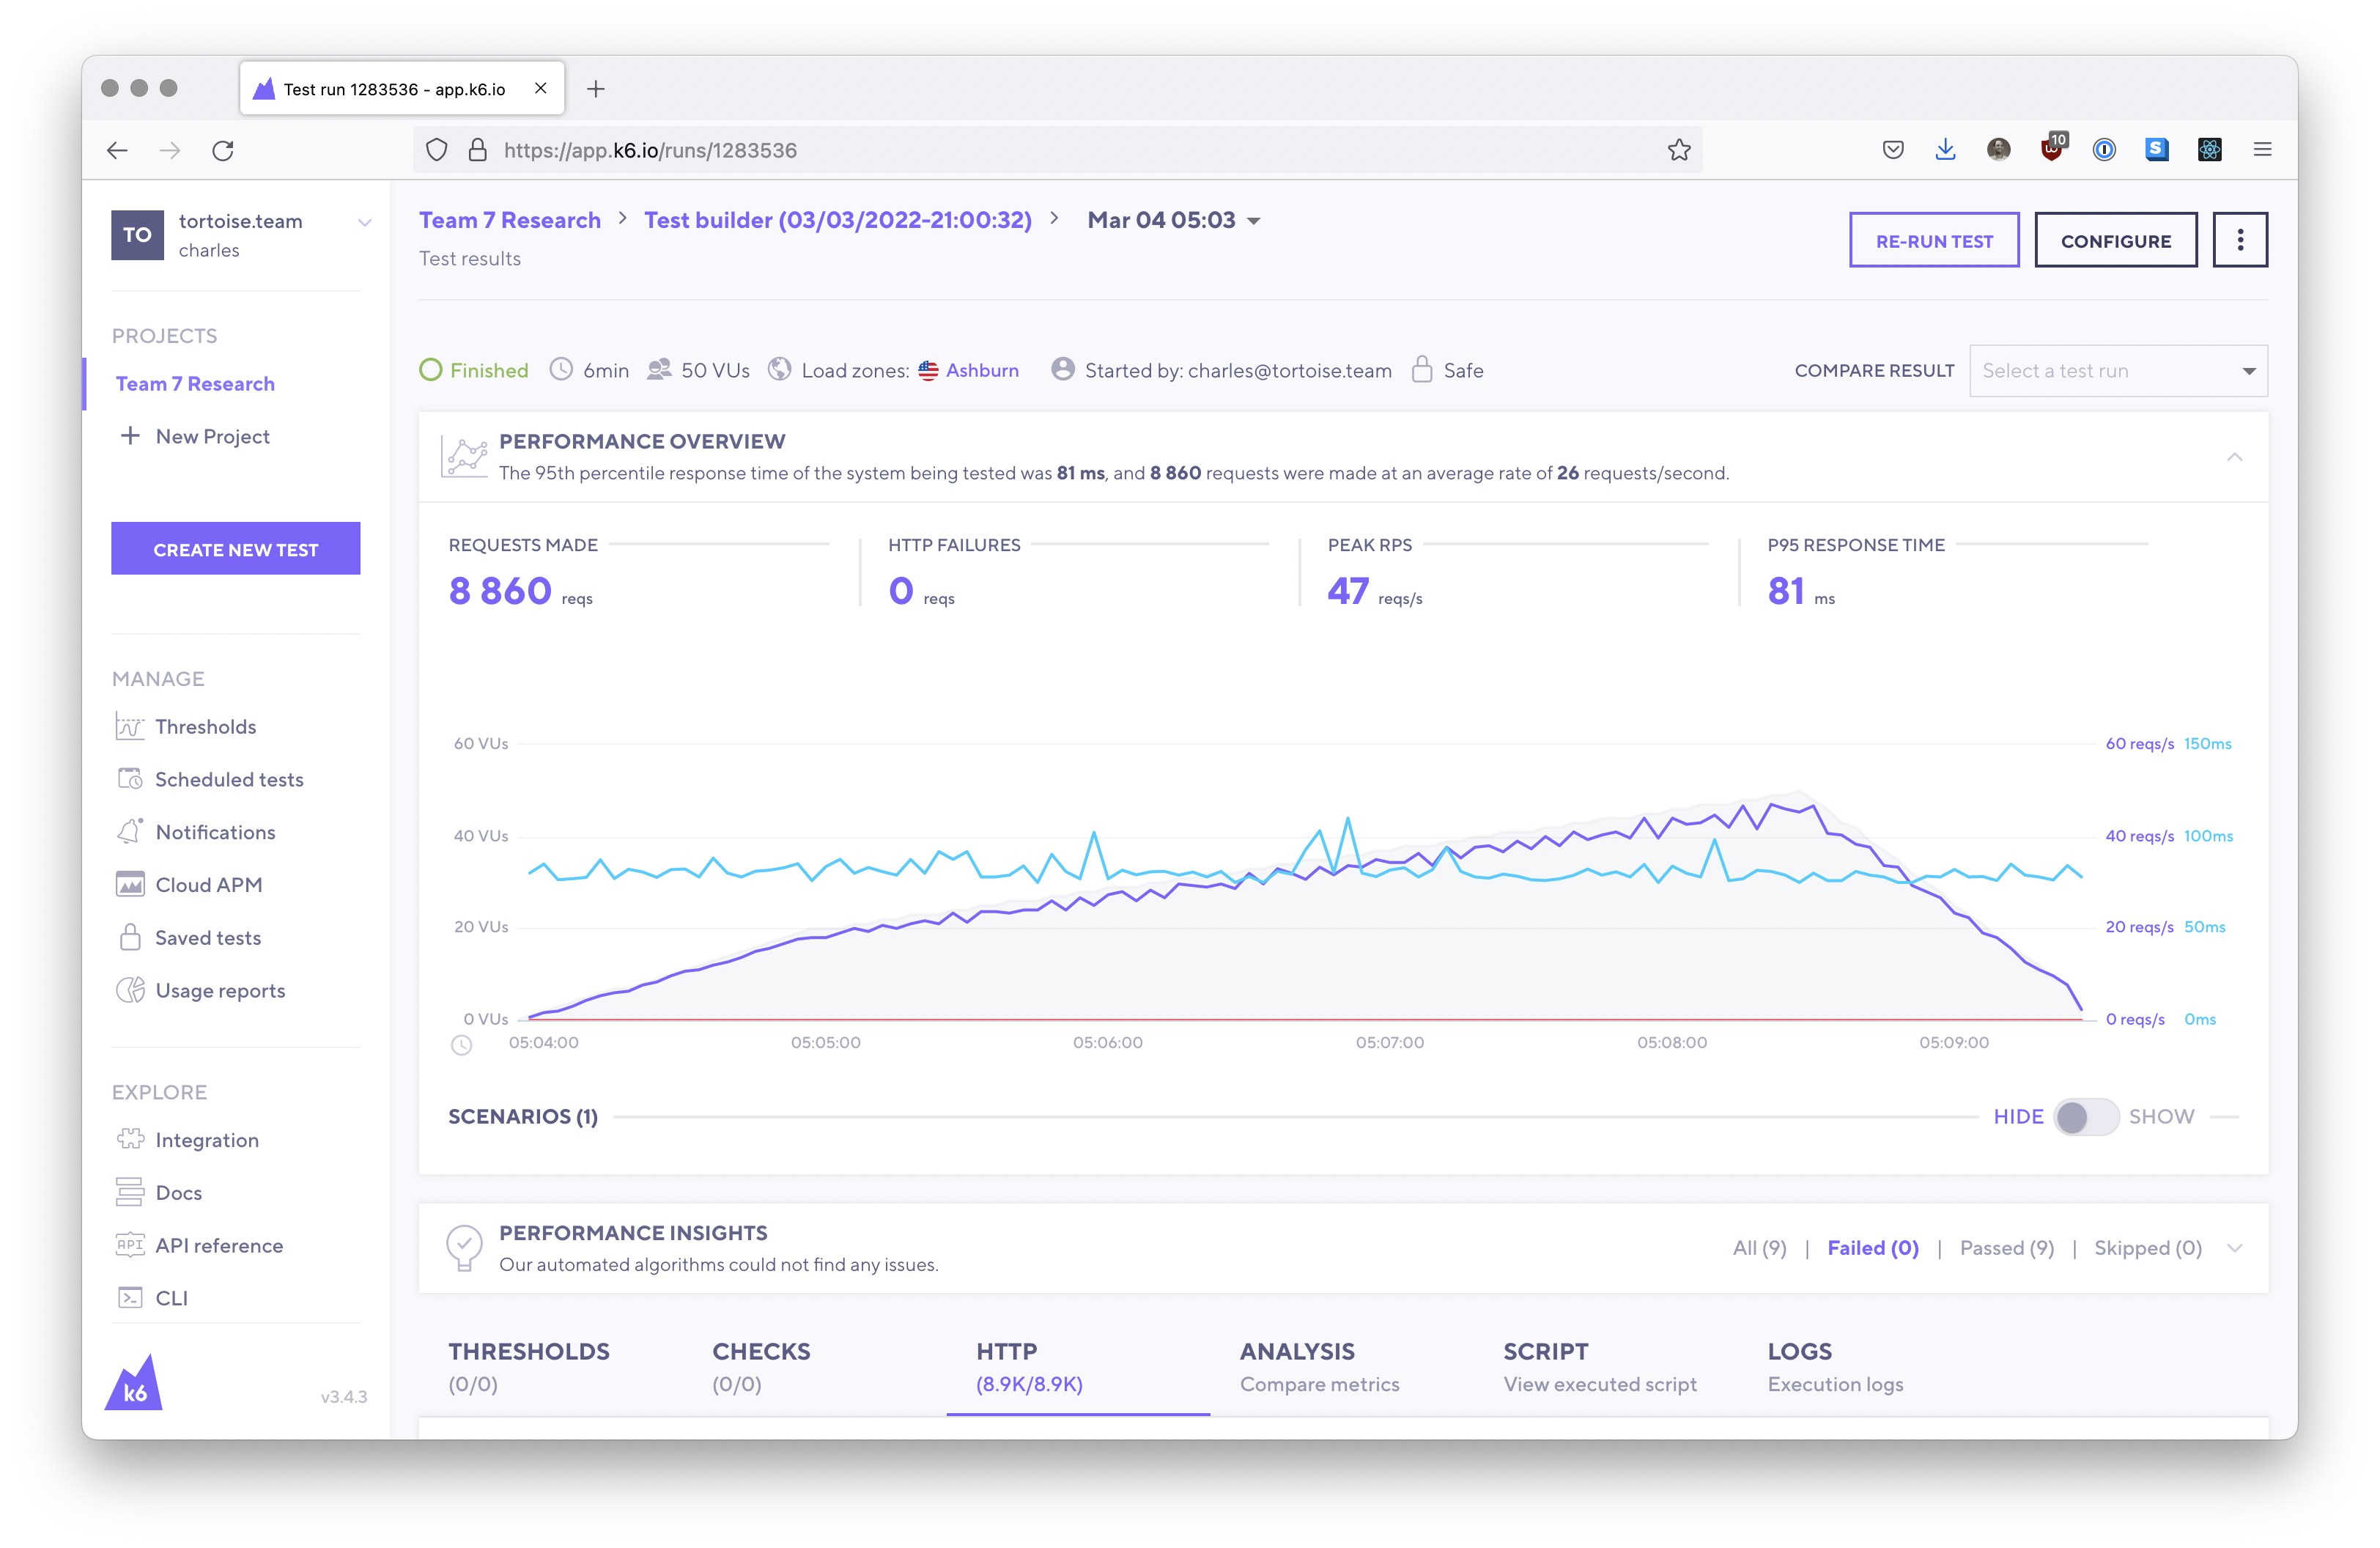 Test run 1283536 - app.k6.io
https://app.k6.io/runs/1283536
10
S
TO
tortoise.team
charles
PROJECTS
Team 7 Research
New Project
CREATE NEW TEST
MANAGE
Thresholds
Scheduled tests
Notifications
Cloud APM
Saved tests
Usage reports
EXPLORE
Integration
Docs
API
API reference
CLI
k6
v3.4.3
Team 7 Research > Test builder (03/03/2022-21:00:32) > Mar 04 05:03
Test results
RE-RUN TEST
CONFIGURE
Finished 6min 50 VUs Load zones: Ashburn Started by: charles@tortoise.team Safe
COMPARE RESULT Select a test run
PERFORMANCE OVERVIEW
The 95th percentile response time of the system being tested was 81 ms, and 8 860 requests were made at an average rate of 26 requests/second.
REQUESTS MADE
8 860 reqs
HTTP FAILURES
0 reqs
PEAK RPS
47 reqs/s
P95 RESPONSE TIME
81 ms
60 VUs 60 reqs/s 150ms
40 VUs 40 reqs/s 100ms
20 VUs 20 reqs/s 50ms
0 VUs 0 reqs/s 0ms
05:04:00 05:05:00 05:06:00 05:07:00 05:08:00 05:09:00
SCENARIOS (1) HIDE SHOW
PERFORMANCE INSIGHTS
Our automated algorithms could not find any issues.
All (9) | Failed (0) | Passed (9) | Skipped (0)
THRESHOLDS
(0/0)
CHECKS
(0/0)
HTTP
(8.9K/8.9K)
ANALYSIS
Compare metrics
SCRIPT
View executed script
LOGS
Execution logs